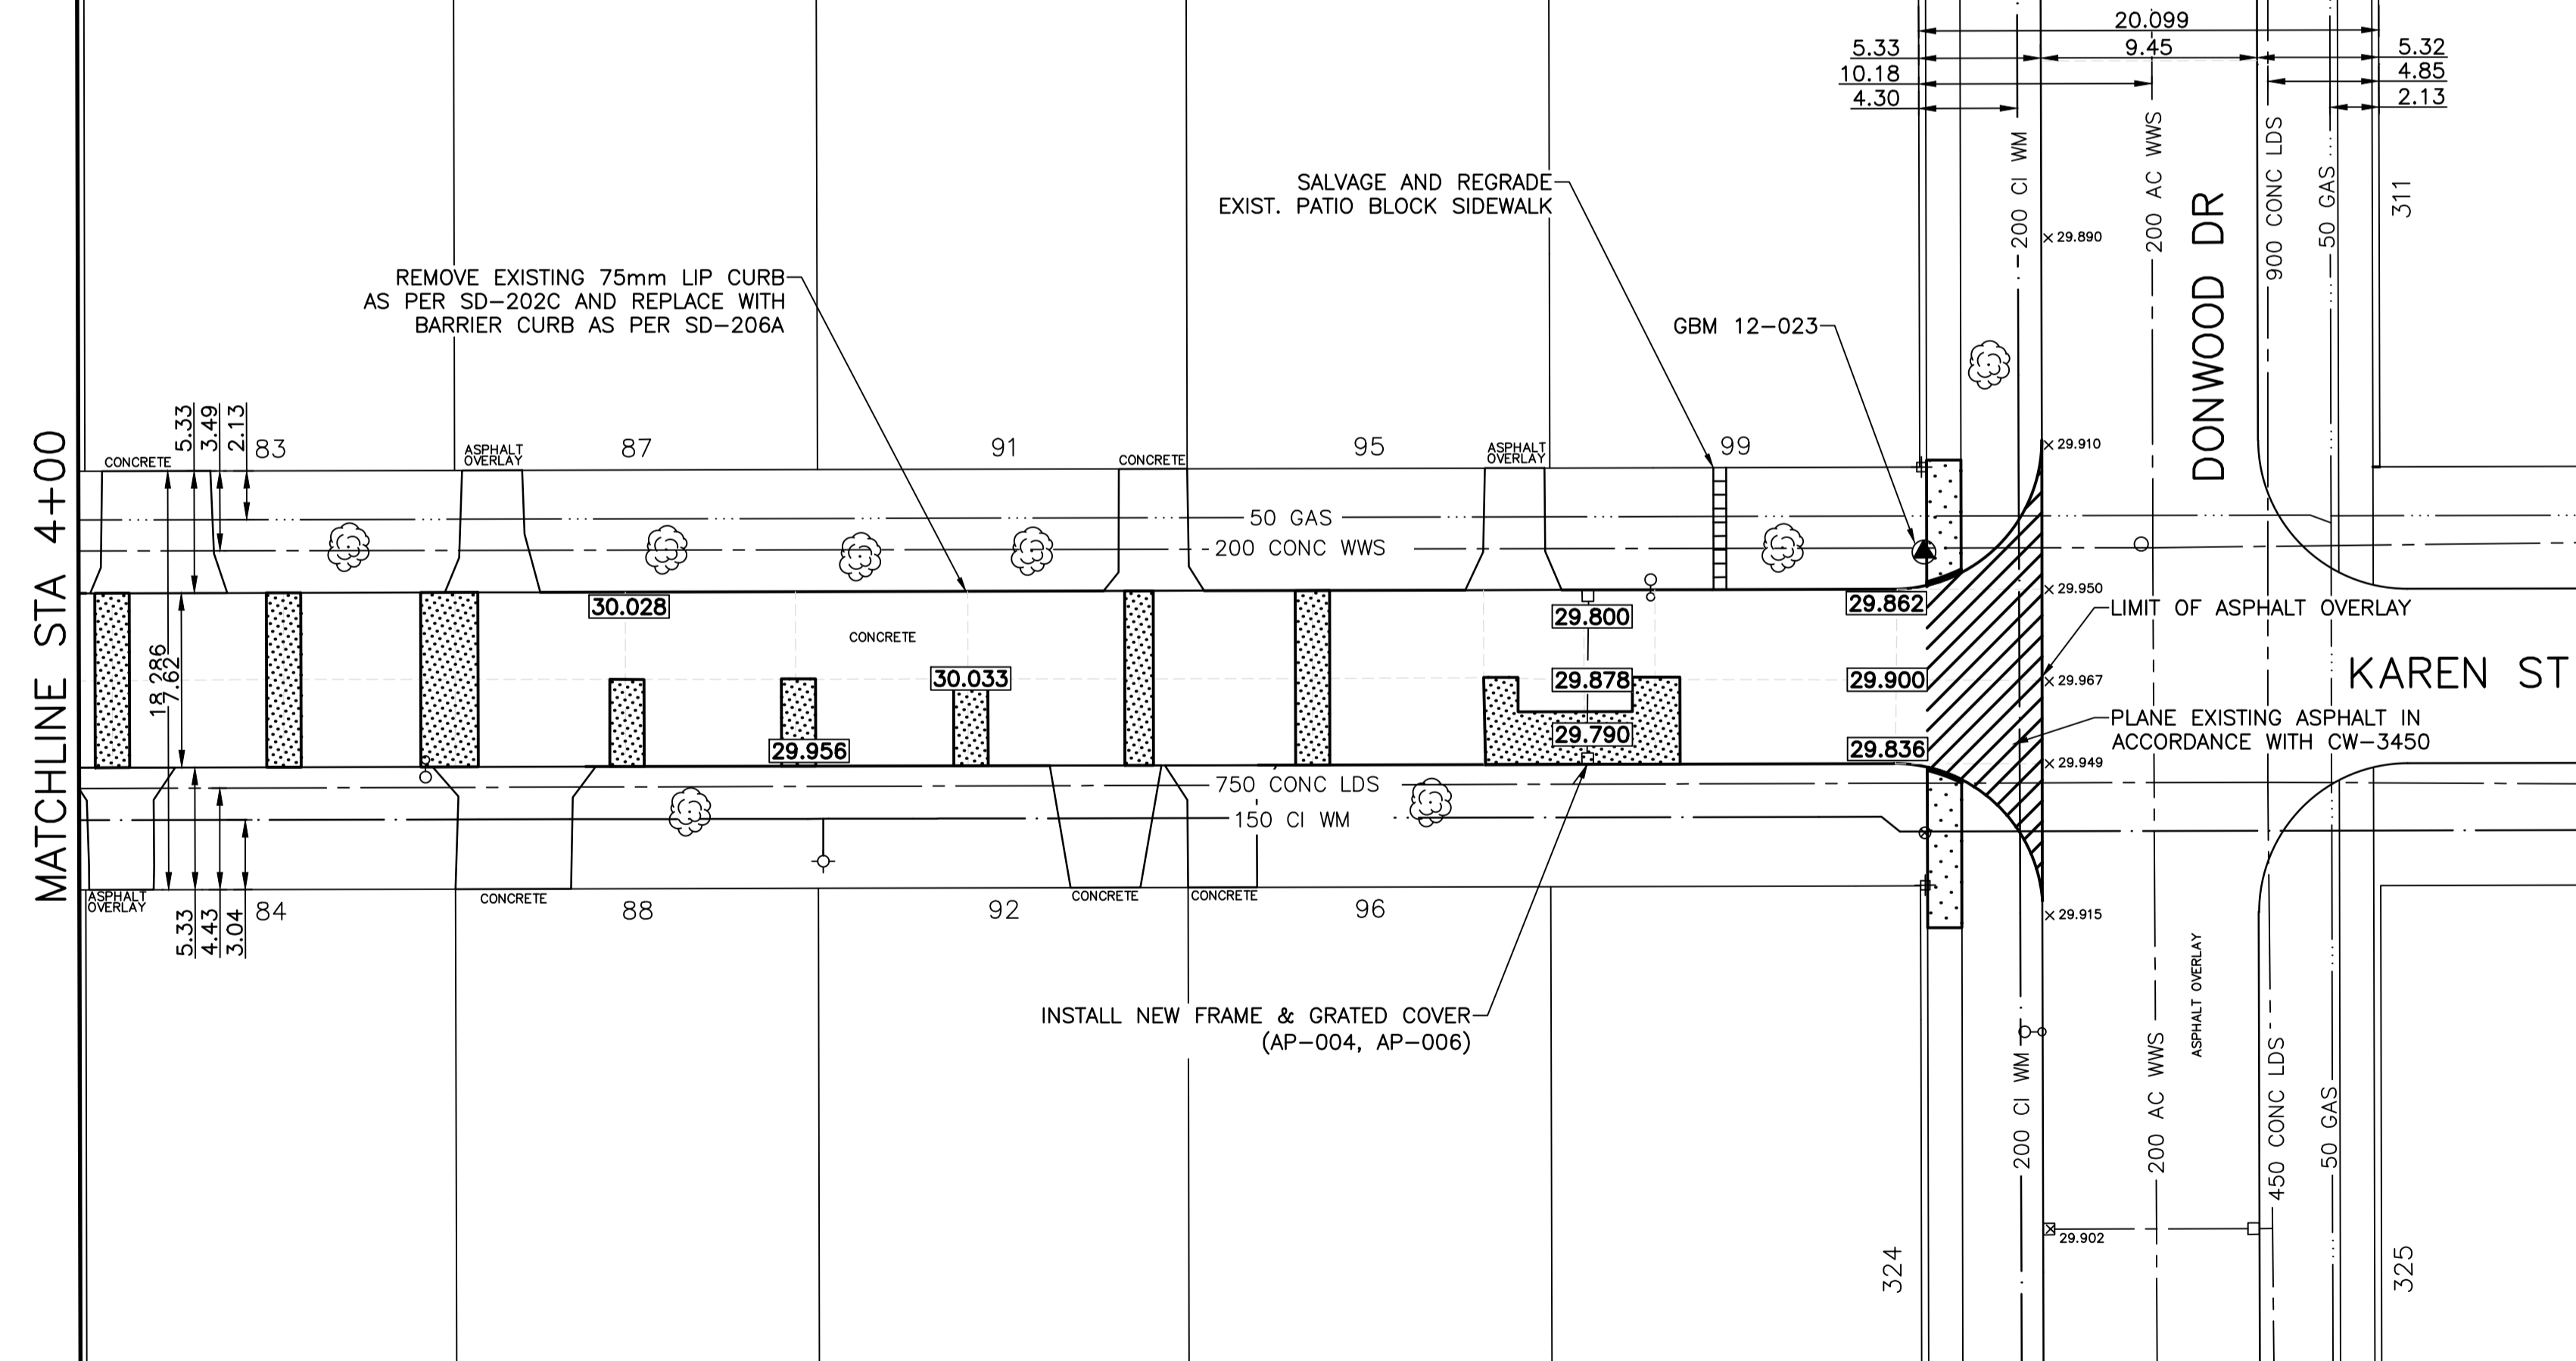 20.099
5.33
9.45
5.32
10.18
4.85
4.30
2.13
200 CI WM
200 AC WWS
900 CONC LDS
50 GAS
311
DONWOOD DR
SALVAGE AND REGRADE
EXIST. PATIO BLOCK SIDEWALK
29.890
REMOVE EXISTING 75mm LIP CURB
AS PER SD-202C AND REPLACE WITH
BARRIER CURB AS PER SD-206A
GBM 12-023
MATCHLINE STA 4+00
5.33
3.49
2.13
83
87
91
95
99
CONCRETE
ASPHALT
OVERLAY
CONCRETE
ASPHALT
OVERLAY
29.910
50 GAS
200 CONC WWS
30.028
29.800
29.862
29.950
LIMIT OF ASPHALT OVERLAY
CONCRETE
18.286
7.62
30.033
29.878
29.900
29.967
KAREN ST
29.956
29.790
29.836
PLANE EXISTING ASPHALT IN
ACCORDANCE WITH CW-3450
29.949
750 CONC LDS
150 CI WM
ASPHALT
OVERLAY
CONCRETE
CONCRETE
CONCRETE
84
88
92
96
5.33
4.43
3.04
29.915
ASPHALT OVERLAY
INSTALL NEW FRAME & GRATED COVER
(AP-004, AP-006)
200 CI WM
200 AC WWS
450 CONC LDS
50 GAS
29.902
324
325